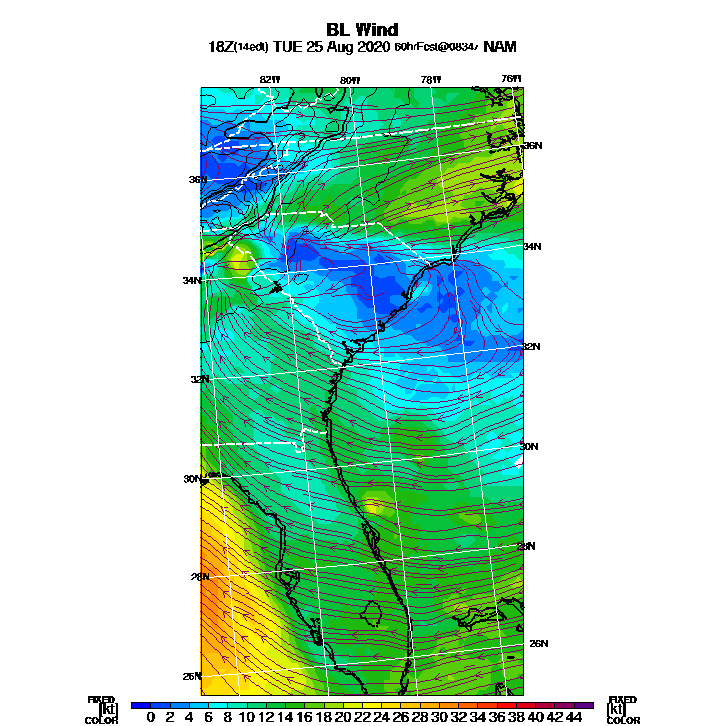 BL Wind
18Z(14edt) TUE 25 Aug 2020 60hrFcst@0834z NAM
82W 80W 78W 76W
36N
36N
34N
34N
32N
32N
30N
30N
28N
28N
26N
26N
FIXED FIXED
[kt] 0 2 4 6 8 10 12 14 16 18 20 22 24 26 28 30 32 34 36 38 40 42 44 [kt]
COLOR COLOR